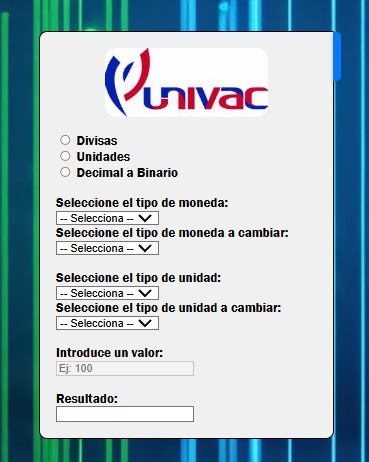 univac
Divisas
Unidades
Decimal a Binario
Seleccione el tipo de moneda:
-- Selecciona --
Seleccione el tipo de moneda a cambiar:
-- Selecciona --
Seleccione el tipo de unidad:
-- Selecciona --
Seleccione el tipo de unidad a cambiar:
-- Selecciona --
Introduce un valor:
Ej: 100
Resultado: